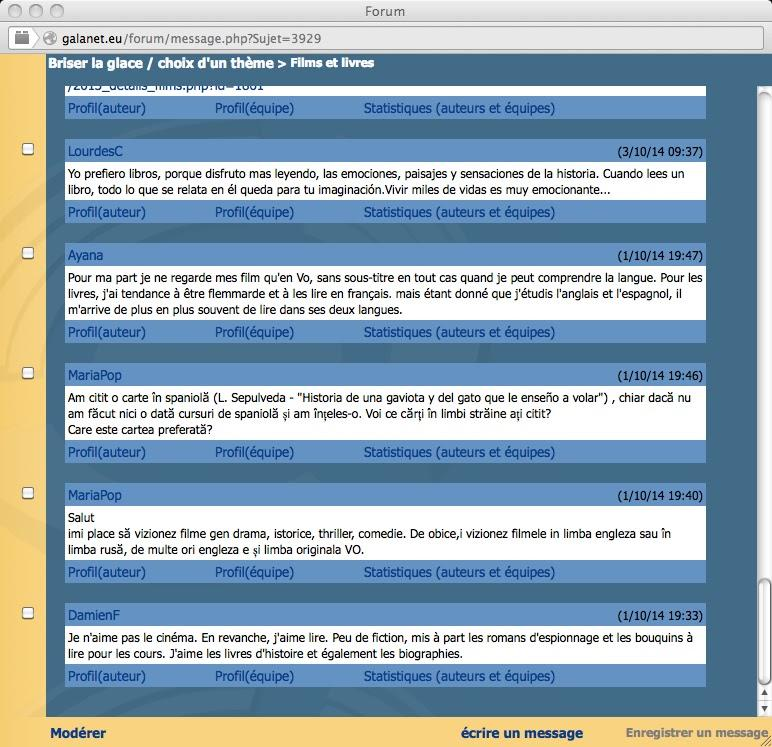 Forum
galanet.eu/forum/message.php?Sujet=3929
Briser la glace / choix d'un thème > Films et livres
/2013_details_films.php?id=1801
Profil(auteur) Profil(équipe) Statistiques (auteurs et équipes)
LourdesC (3/10/14 09:37)
Yo prefiero libros, porque disfruto mas leyendo, las emociones, paisajes y sensaciones de la historia. Cuando lees un
libro, todo lo que se relata en él queda para tu imaginación.Vivir miles de vidas es muy emocionante...
Profil(auteur) Profil(équipe) Statistiques (auteurs et équipes)
Ayana (1/10/14 19:47)
Pour ma part je ne regarde mes film qu'en Vo, sans sous-titre en tout cas quand je peut comprendre la langue. Pour les
livres, j'ai tendance à être flemmarde et à les lire en français. mais étant donné que j'étudis l'anglais et l'espagnol, il
m'arrive de plus en plus souvent de lire dans ses deux langues.
Profil(auteur) Profil(équipe) Statistiques (auteurs et équipes)
MariaPop (1/10/14 19:46)
Am citit o carte în spaniolă (L. Sepulveda - "Historia de una gaviota y del gato que le enseño a volar") , chiar dacă nu
am făcut nici o dată cursuri de spaniolă și am înțeles-o. Voi ce cărți în limbi străine ați citit?
Care este cartea preferată?
Profil(auteur) Profil(équipe) Statistiques (auteurs et équipes)
MariaPop (1/10/14 19:40)
Salut
imi place să vizionez filme gen drama, istorice, thriller, comedie. De obice,i vizionez filmele in limba engleza sau în
limba rusă, de multe ori engleza e și limba originala VO.
Profil(auteur) Profil(équipe) Statistiques (auteurs et équipes)
DamienF (1/10/14 19:33)
Je n'aime pas le cinéma. En revanche, j'aime lire. Peu de fiction, mis à part les romans d'espionnage et les bouquins à
lire pour les cours. J'aime les livres d'histoire et également les biographies.
Profil(auteur) Profil(équipe) Statistiques (auteurs et équipes)
Modérer écrire un message Enregistrer un message